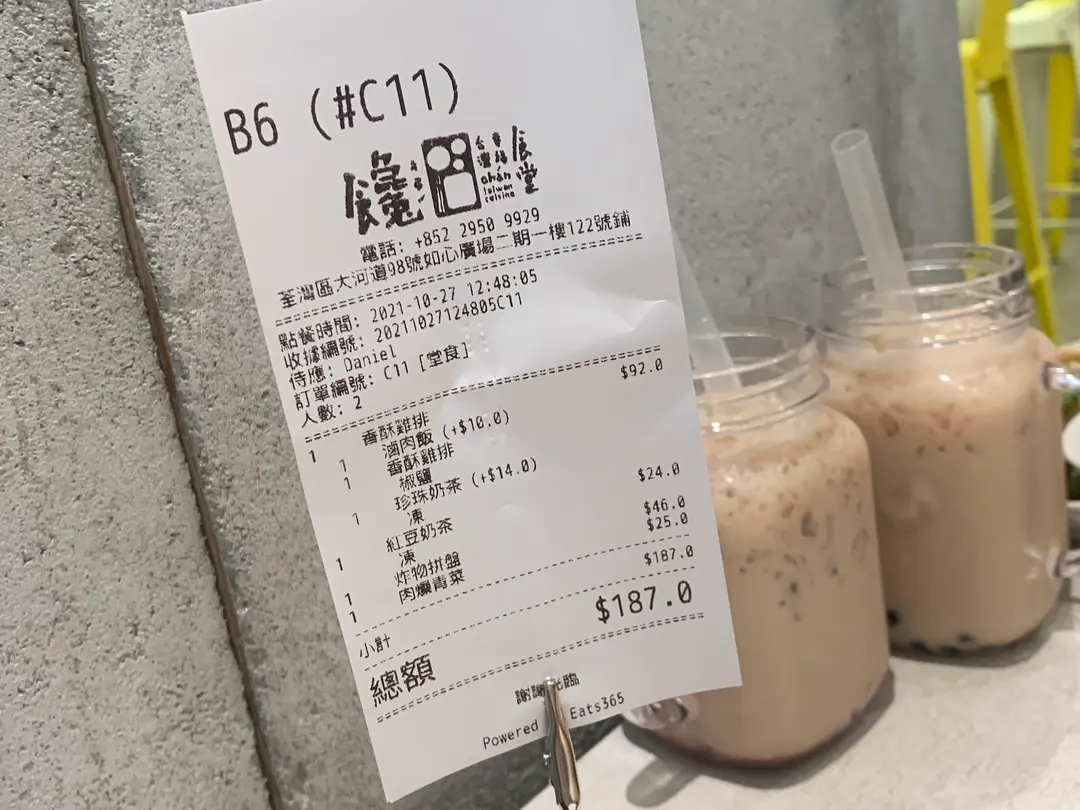 B6 (#C11)
饞
食堂
台灣
chán
taiwan
cuisine
電話: +852 2950 9929
荃灣區大河道98號如心廣場二期一樓122號鋪
點餐時間: 2021-10-27 12:48:05
收據編號: 20211027124805C11
侍應: Daniel
訂單編號: C11 [堂食]
人數: 2
1 香酥雞排 $92.0
1 滷肉飯 (+$10.0)
1 香酥雞排
椒鹽
1 珍珠奶茶 (+$14.0)
凍
1 紅豆奶茶 $24.0
凍
1 炸物拼盤 $46.0
1 肉燥青菜 $25.0
小計 $187.0
總額 $187.0
謝謝光臨
Powered Eats365